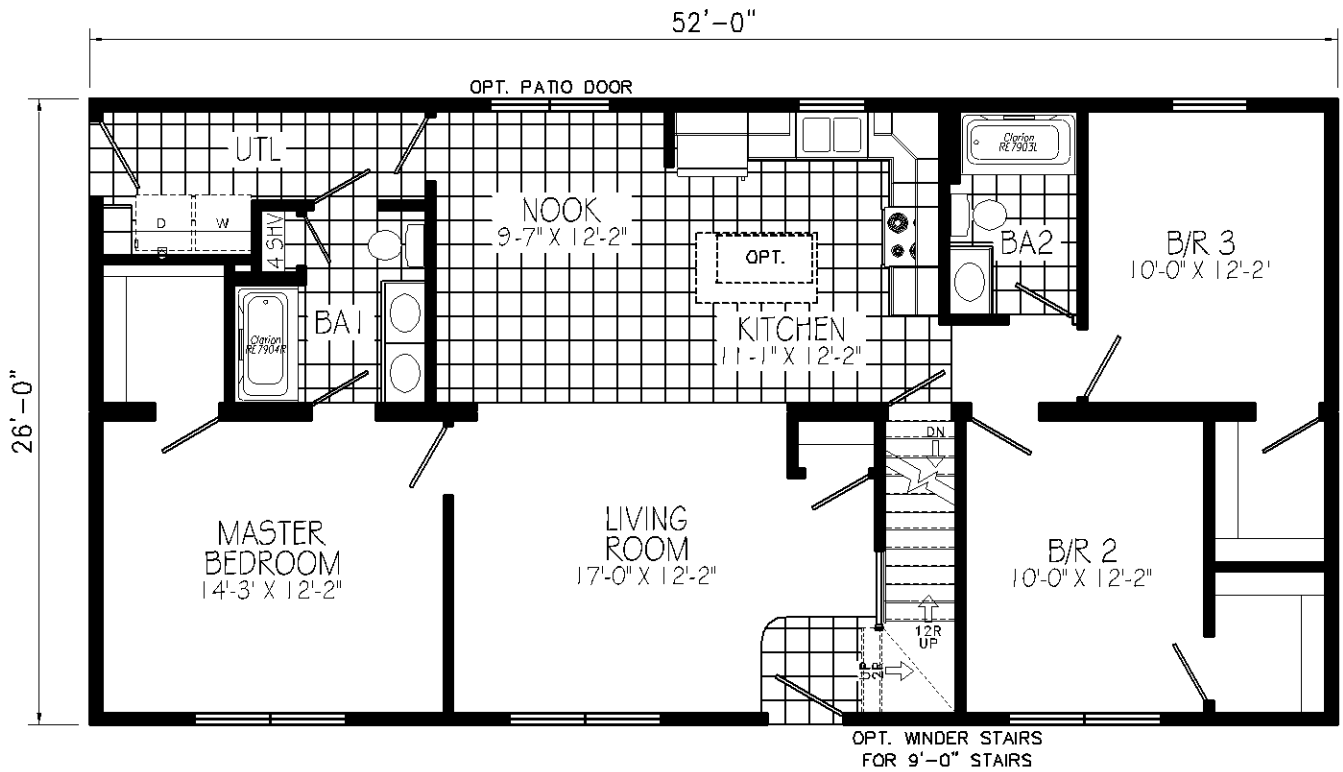 52'-0"
OPT. PATIO DOOR
UTL
Clarion
RE7903L
D
W
4 SHV
NOOK
9-7" X 12'-2"
BA2
B/R 3
10'-0" X 12'-2'
OPT.
BA1
KITCHEN
11'-1" X 12'-2"
Clarion
RE7904R
26'-0"
DN
MASTER
BEDROOM
14'-3' X 12'-2"
LIVING
ROOM
17'-0" X 12'-2"
B/R 2
10'-0" X 12'-2"
12R
UP
UP
2R
OPT. WINDER STAIRS
FOR 9'-0" STAIRS